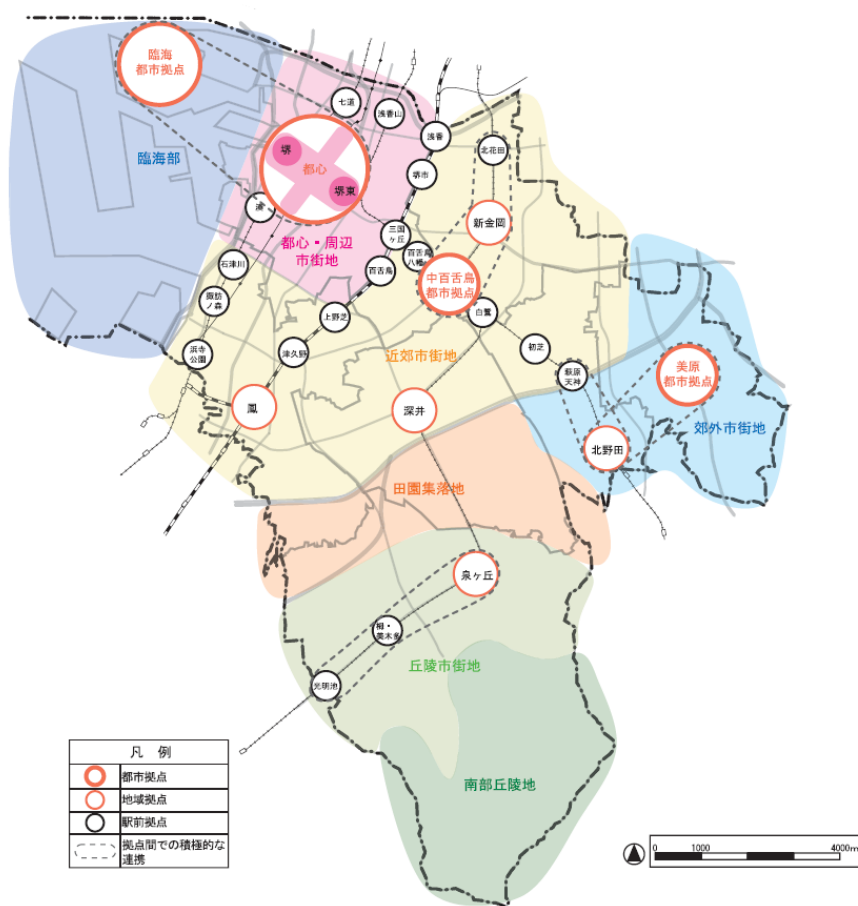 臨海
都市拠点
七道
浅香山
浅香
臨海部
堺
都心
堺東
北花田
堺市
湊
新金岡
三国
ヶ丘
都心・周辺
市街地
百舌鳥
八幡
石津川
百舌鳥
中百舌鳥
都市拠点
諏訪
ノ森
上野芝
白鷺
浜寺
公園
津久野
近郊市街地
初芝
萩原
天神
美原
都市拠点
鳳
深井
郊外市街地
北野田
田園集落地
泉ヶ丘
栂・
美木多
丘陵市街地
光明池
南部丘陵地
凡 例
都市拠点
地域拠点
駅前拠点
拠点間での積極的な
連携
0 1000 4000m